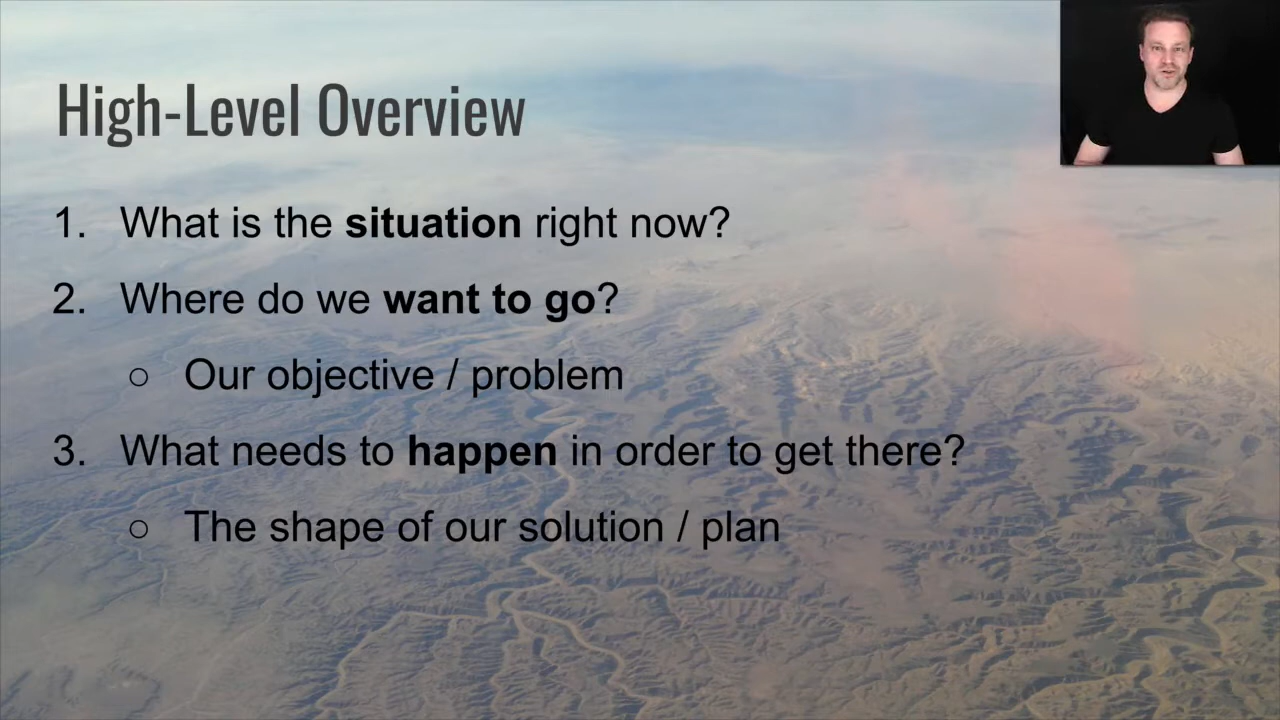 High-Level Overview
1. What is the situation right now?
2. Where do we want to go?
○ Our objective / problem
3. What needs to happen in order to get there?
○ The shape of our solution / plan